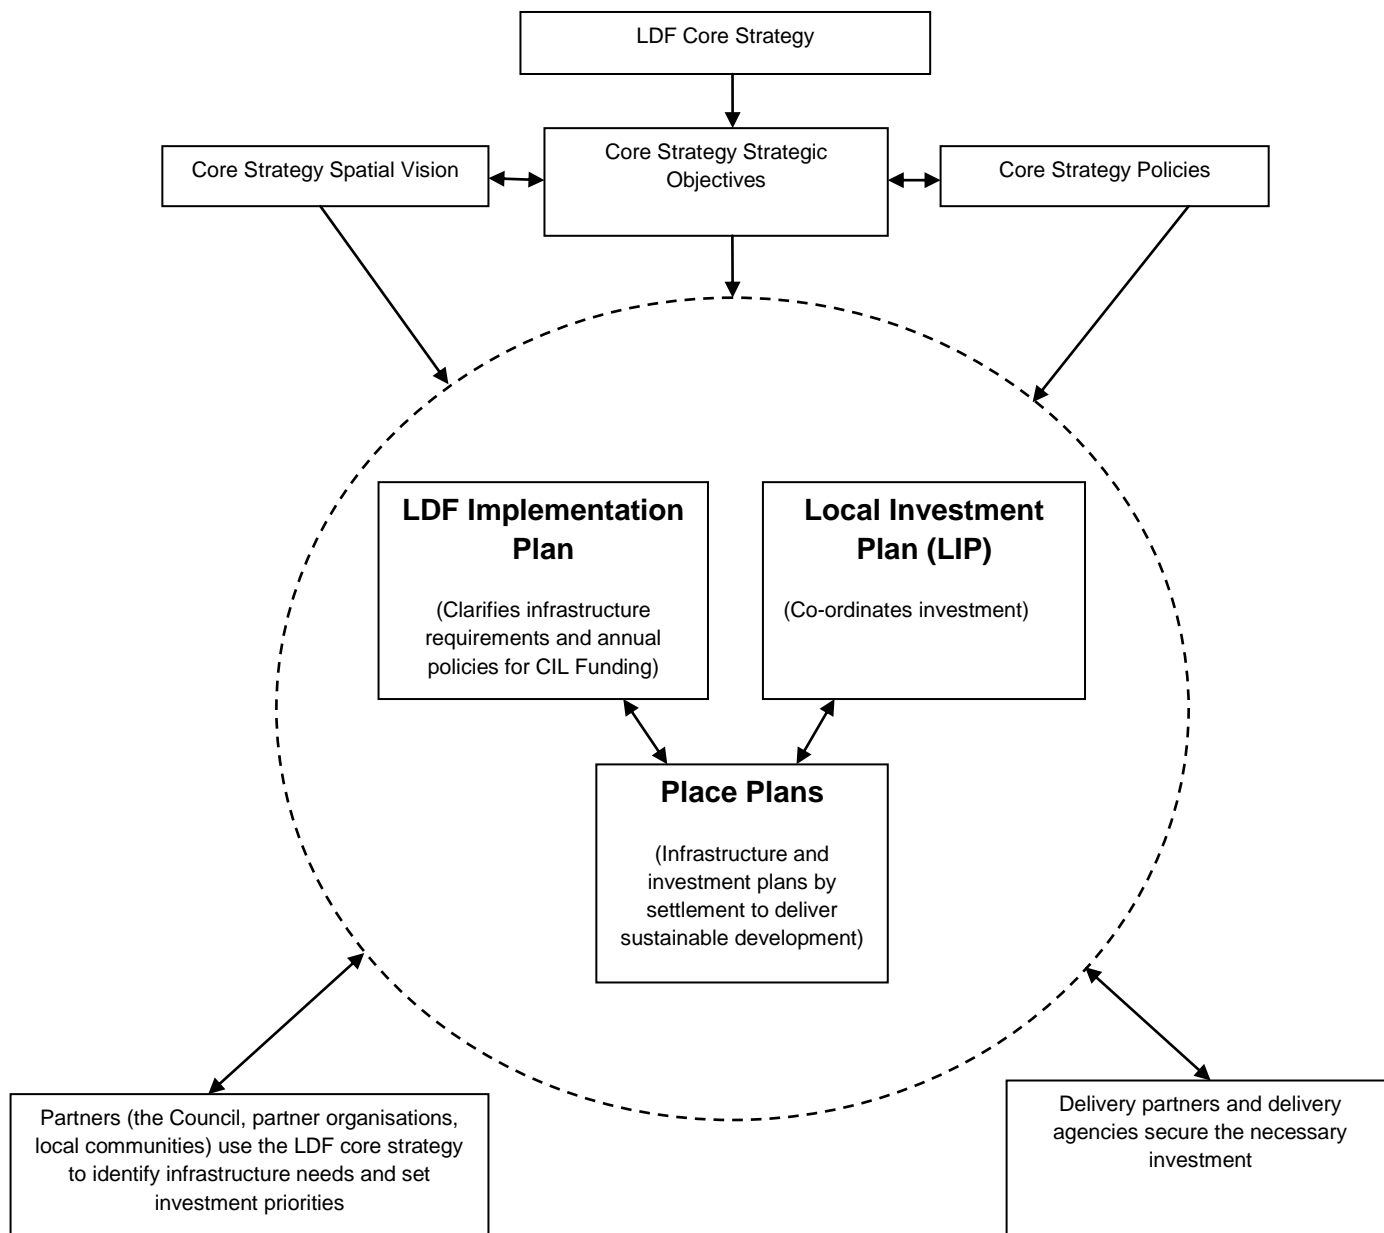 LDF Core Strategy
Core Strategy Spatial Vision
Core Strategy Strategic
Objectives
Core Strategy Policies
LDF Implementation
Plan
(Clarifies infrastructure
requirements and annual
policies for CIL Funding)
Local Investment
Plan (LIP)
(Co-ordinates investment)
Place Plans
(Infrastructure and
investment plans by
settlement to deliver
sustainable development)
Partners (the Council, partner organisations,
local communities) use the LDF core strategy
to identify infrastructure needs and set
investment priorities
Delivery partners and delivery
agencies secure the necessary
investment